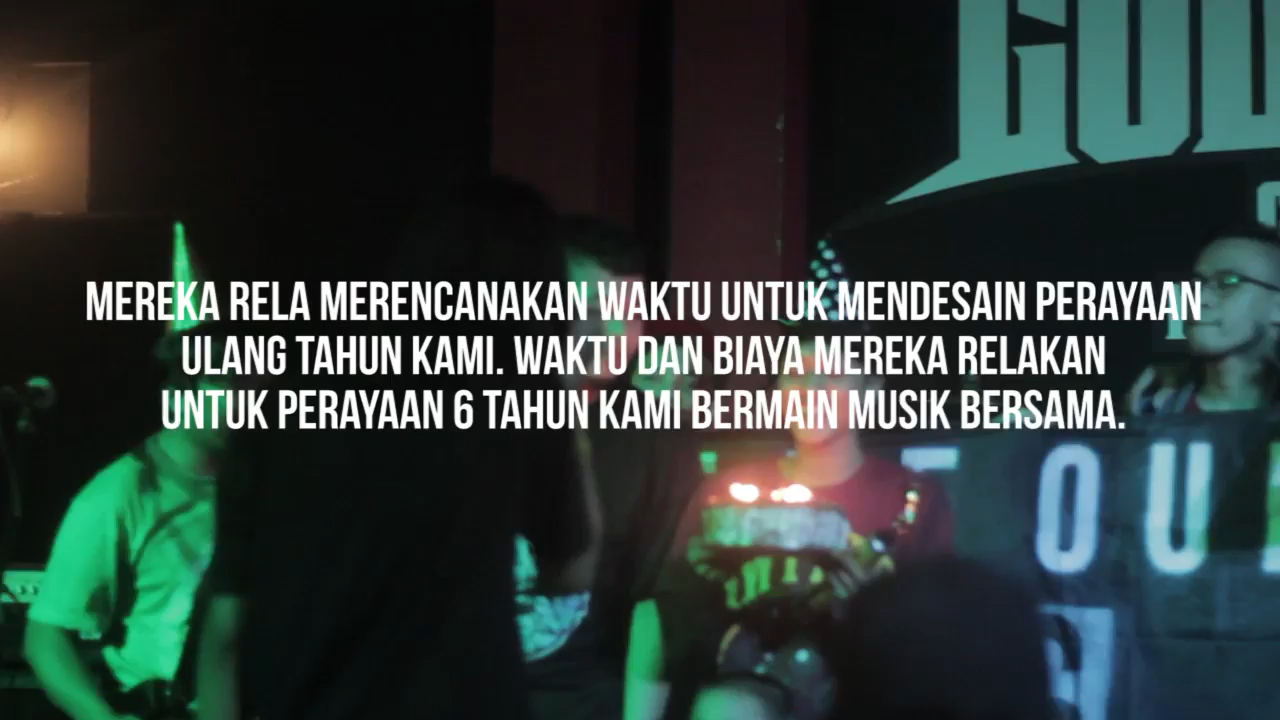 MEREKA RELA MERENCANAKAN WAKTU UNTUK MENDESAIN PERAYAAN
ULANG TAHUN KAMI. WAKTU DAN BIAYA MEREKA RELAKAN
UNTUK PERAYAAN 6 TAHUN KAMI BERMAIN MUSIK BERSAMA.